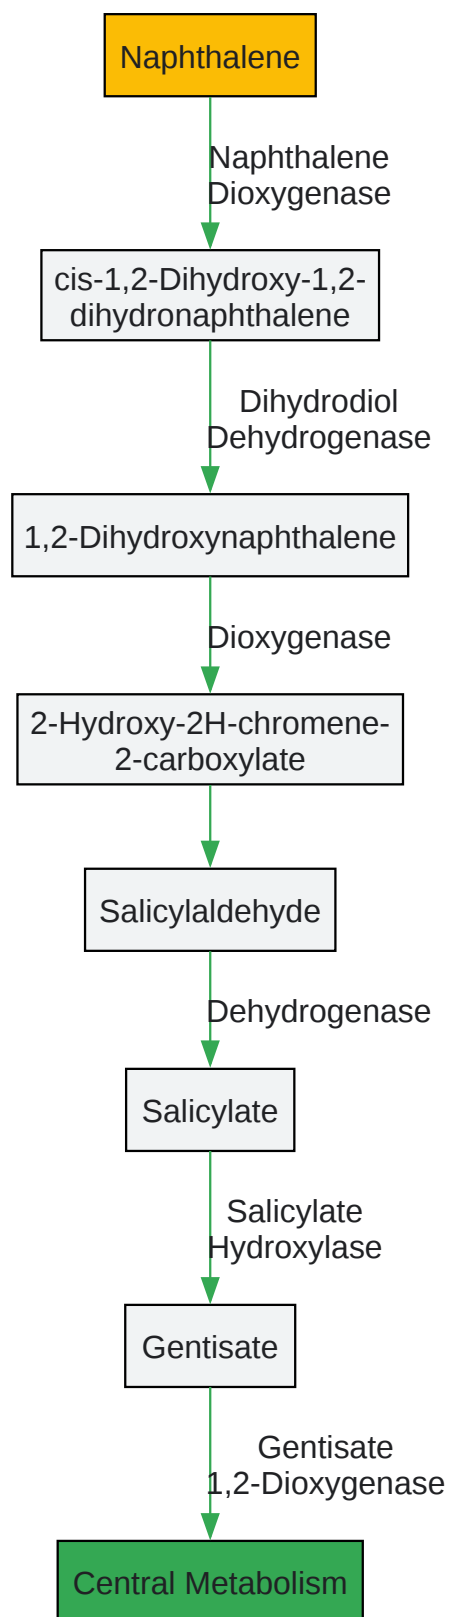 Naphthalene
Naphthalene
Dioxygenase
cis-1,2-Dihydroxy-1,2-
dihydronaphthalene
Dihydrodiol
Dehydrogenase
1,2-Dihydroxynaphthalene
Dioxygenase
2-Hydroxy-2H-chromene-
2-carboxylate
Salicylaldehyde
Dehydrogenase
Salicylate
Salicylate
Hydroxylase
Gentisate
Gentisate
1,2-Dioxygenase
Central Metabolism